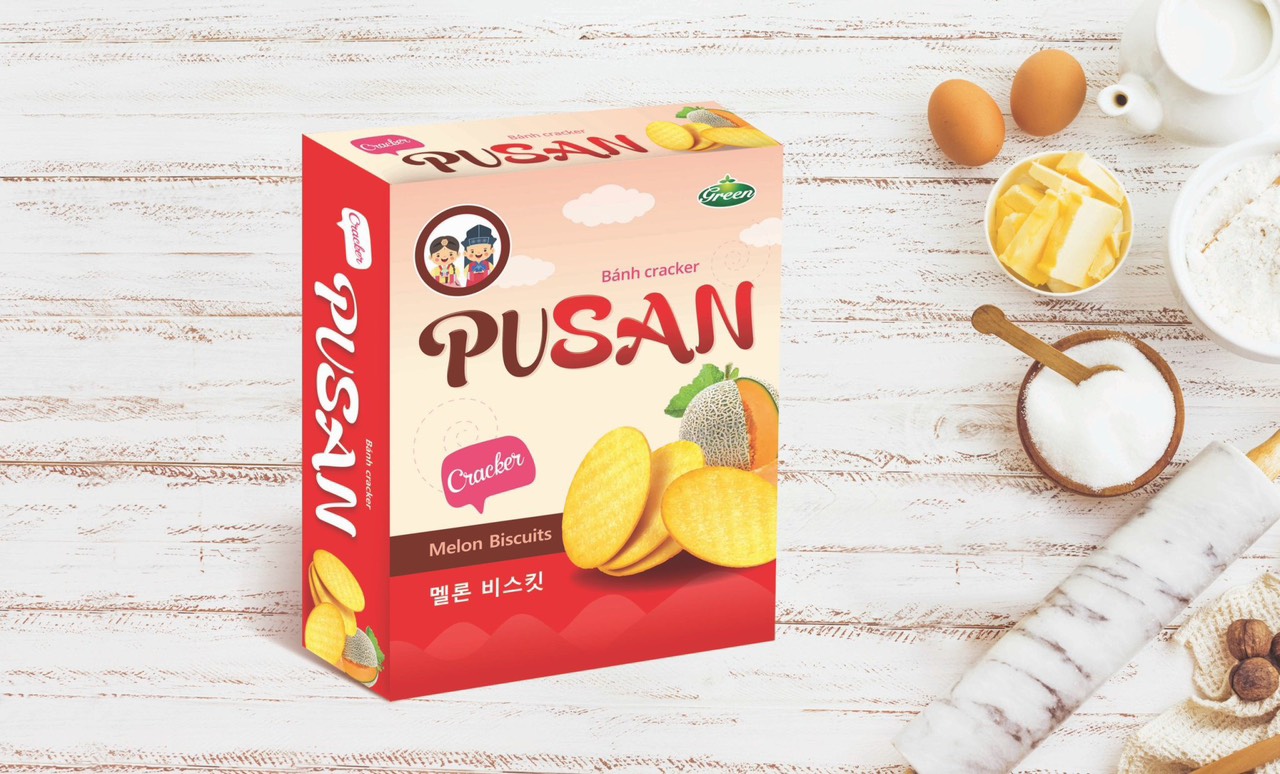 Cracker
Bánh cracker
PUSAN
Green
Bánh cracker
PUSAN
Cracker
Melon Biscuits
멜론 비스킷
Cracker
PUSAN
Bánh cracker